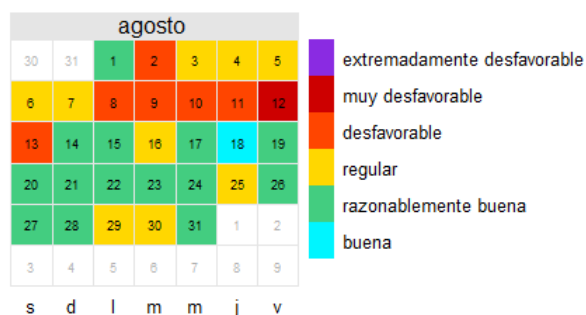 agosto
30 31 1 2 3 4 5
6 7 8 9 10 11 12
13 14 15 16 17 18 19
20 21 22 23 24 25 26
27 28 29 30 31 1 2
3 4 5 6 7 8 9
s d l m m j v
extremadamente desfavorable
muy desfavorable
desfavorable
regular
razonablemente buena
buena